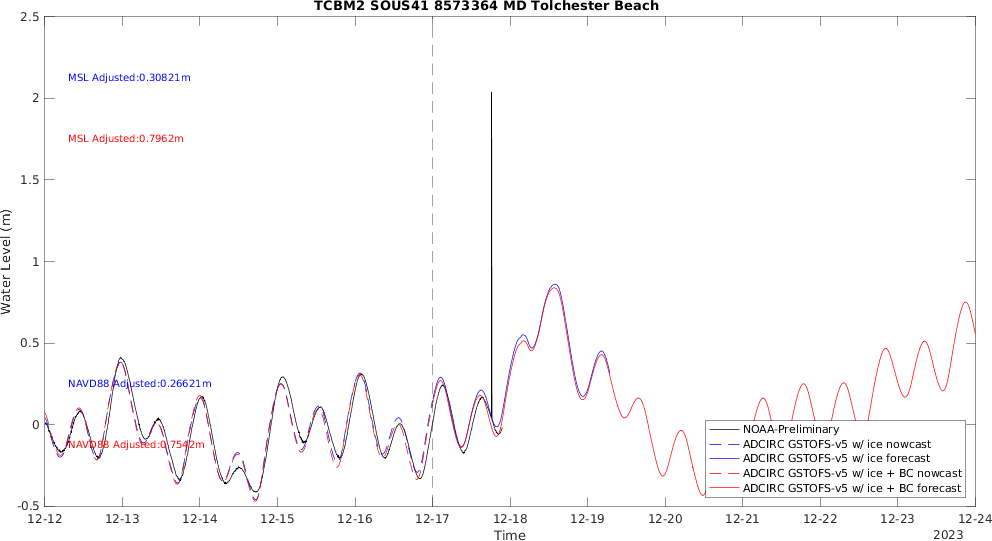 TCBM2 SOUS41 8573364 MD Tolchester Beach
2.5
2
1.5
1
0.5
0
-0.5
Water Level (m)
MSL Adjusted:0.30821m
MSL Adjusted:0.7962m
NAVD88 Adjusted:0.26621m
NAVD88 Adjusted:0.7542m
NOAA-Preliminary
ADCIRC GSTOFS-v5 w/ ice nowcast
ADCIRC GSTOFS-v5 w/ ice forecast
ADCIRC GSTOFS-v5 w/ ice + BC nowcast
ADCIRC GSTOFS-v5 w/ ice + BC forecast
12-12 12-13 12-14 12-15 12-16 12-17 12-18 12-19 12-20 12-21 12-22 12-23 12-24
Time
2023